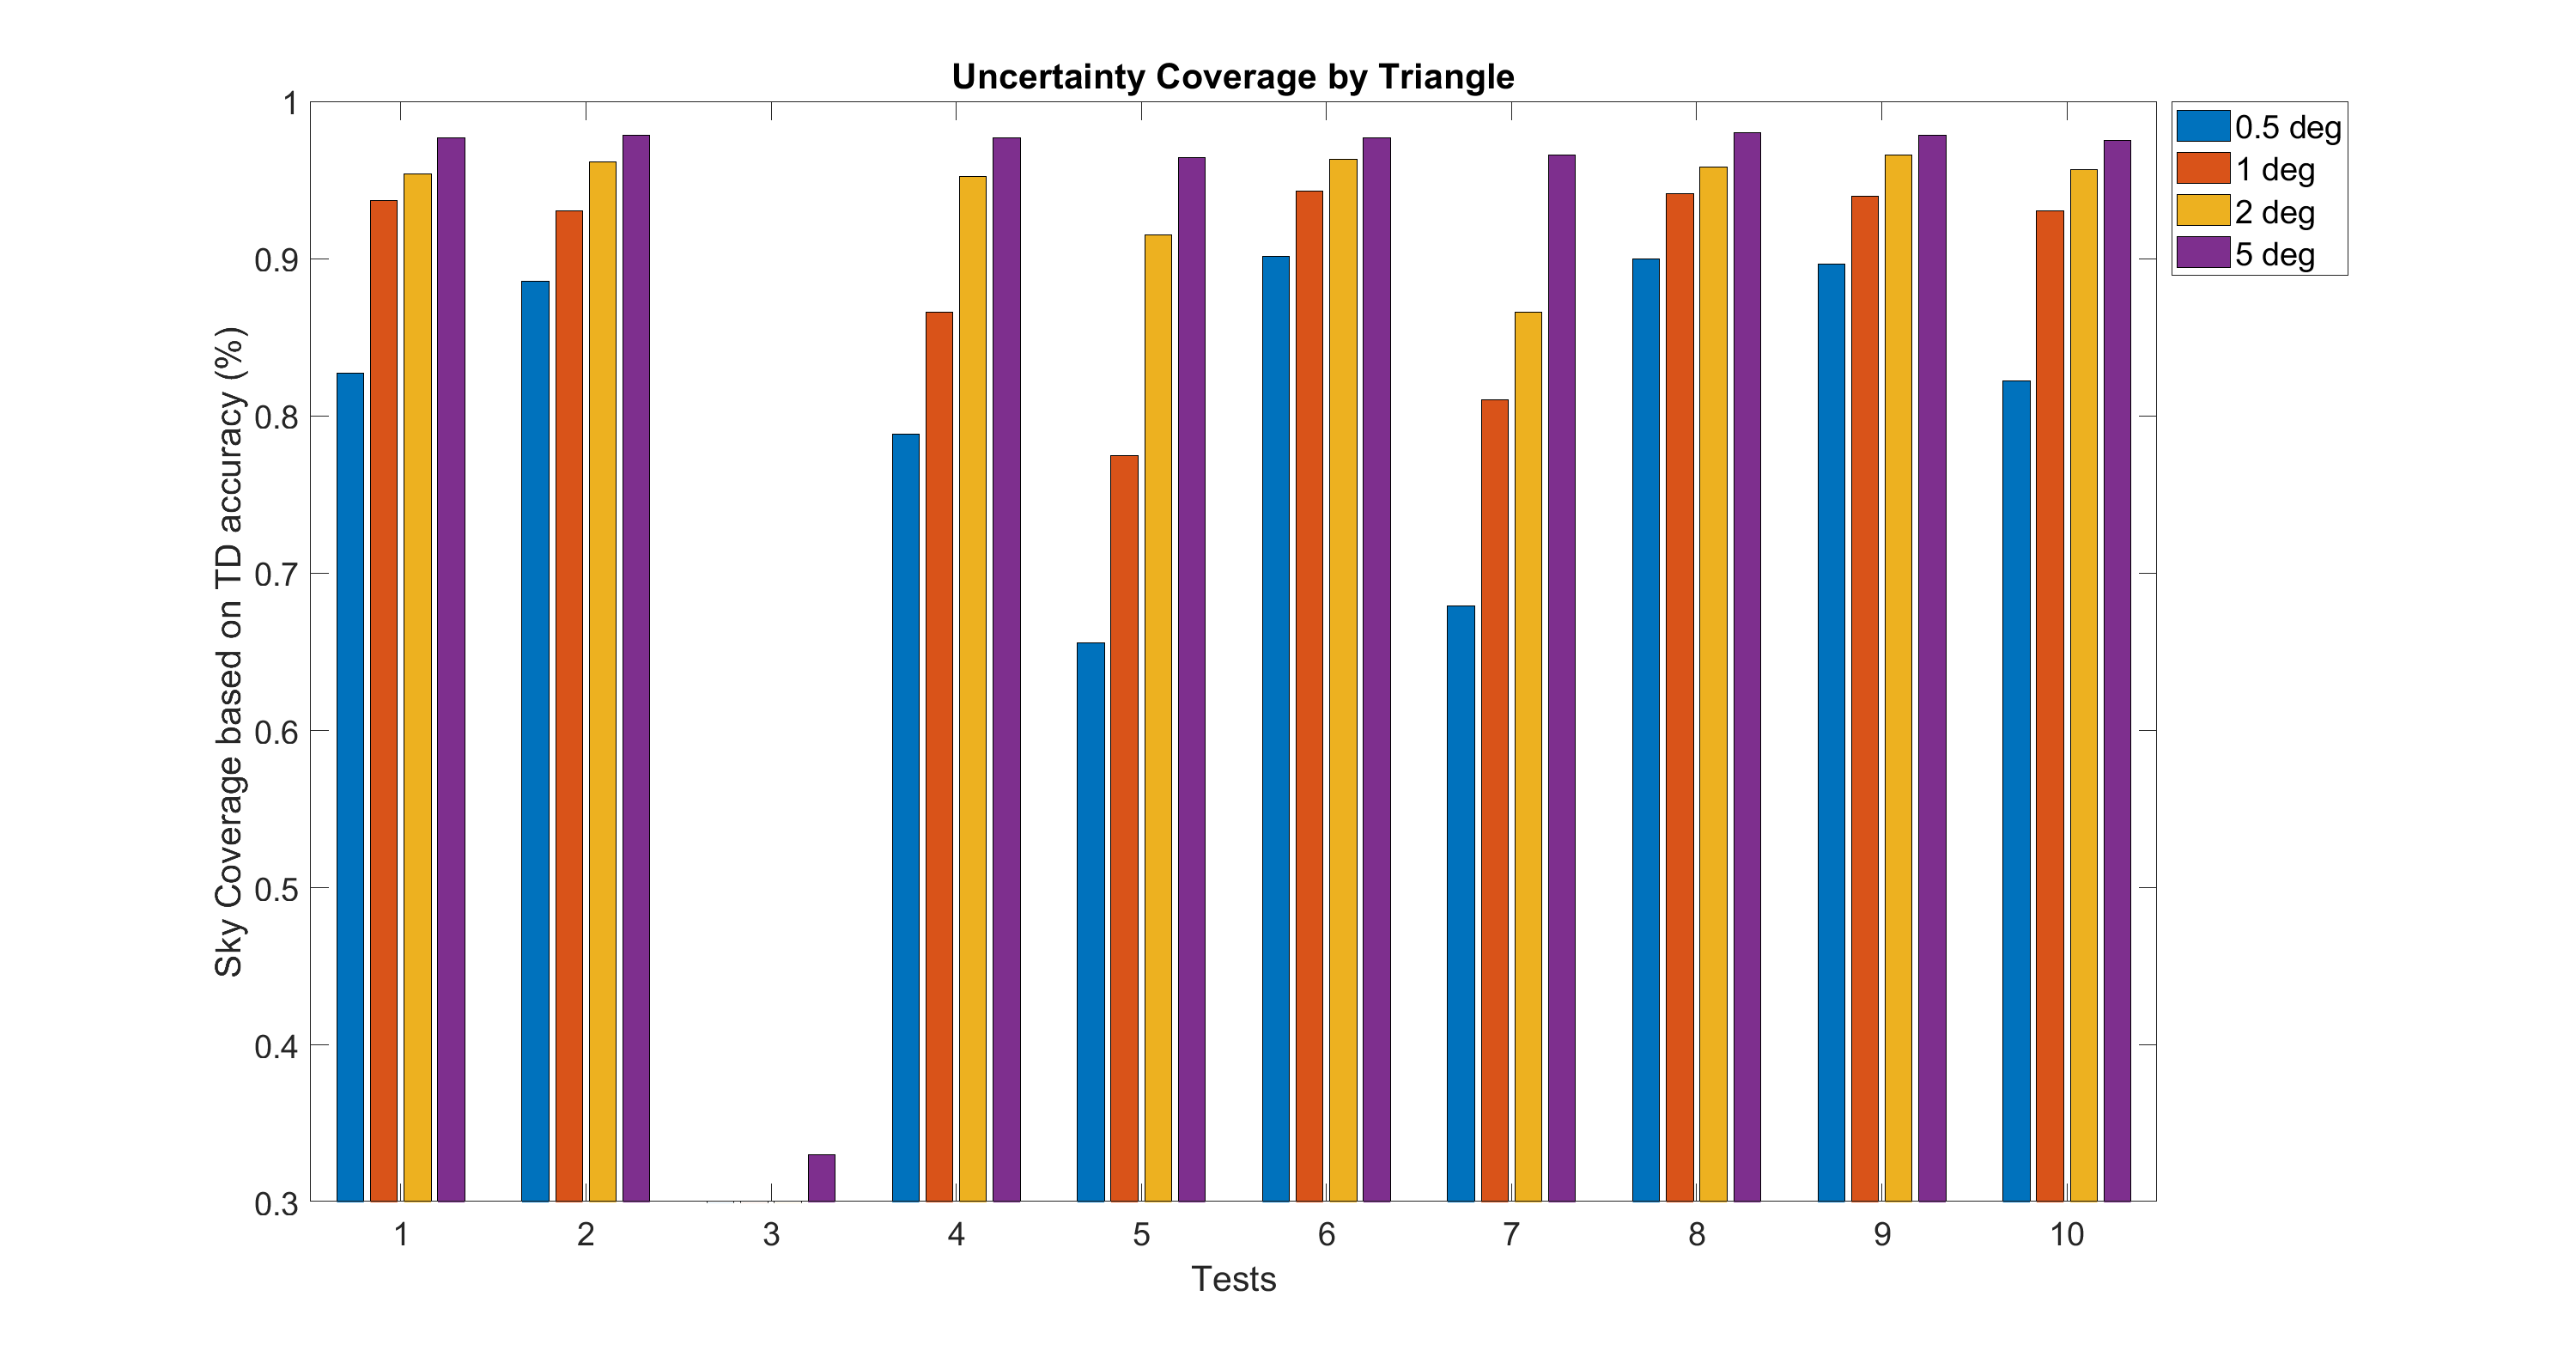 Uncertainty Coverage by Triangle
1
0.9
0.8
0.7
0.6
0.5
0.4
0.3
Sky Coverage based on TD accuracy (%)
1 2 3 4 5 6 7 8 9 10
Tests
0.5 deg
1 deg
2 deg
5 deg